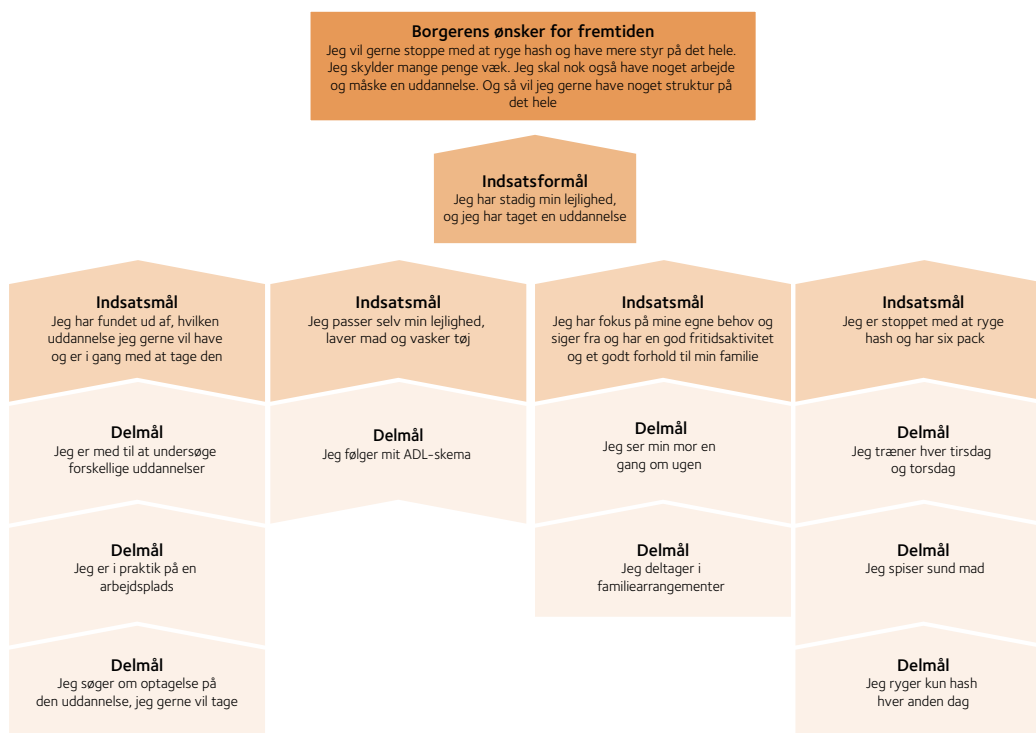 Borgerens ønsker for fremtiden
Jeg vil gerne stoppe med at ryge hash og have mere styr på det hele.
Jeg skylder mange penge væk. Jeg skal nok også have noget arbejde
og måske en uddannelse. Og så vil jeg gerne have noget struktur på
det hele
Indsatsformål
Jeg har stadig min lejlighed,
og jeg har taget en uddannelse
Indsatsmål
Jeg har fundet ud af, hvilken
uddannelse jeg gerne vil have
og er i gang med at tage den
Delmål
Jeg er med til at undersøge
forskellige uddannelser
Delmål
Jeg er i praktik på en
arbejdsplads
Delmål
Jeg søger om optagelse på
den uddannelse, jeg gerne vil tage
Indsatsmål
Jeg passer selv min lejlighed,
laver mad og vasker tøj
Delmål
Jeg følger mit ADL-skema
Indsatsmål
Jeg har fokus på mine egne behov og
siger fra og har en god fritidsaktivitet
og et godt forhold til min familie
Delmål
Jeg ser min mor en
gang om ugen
Delmål
Jeg deltager i
familiearrangementer
Indsatsmål
Jeg er stoppet med at ryge
hash og har six pack
Delmål
Jeg træner hver tirsdag
og torsdag
Delmål
Jeg spiser sund mad
Delmål
Jeg ryger kun hash
hver anden dag